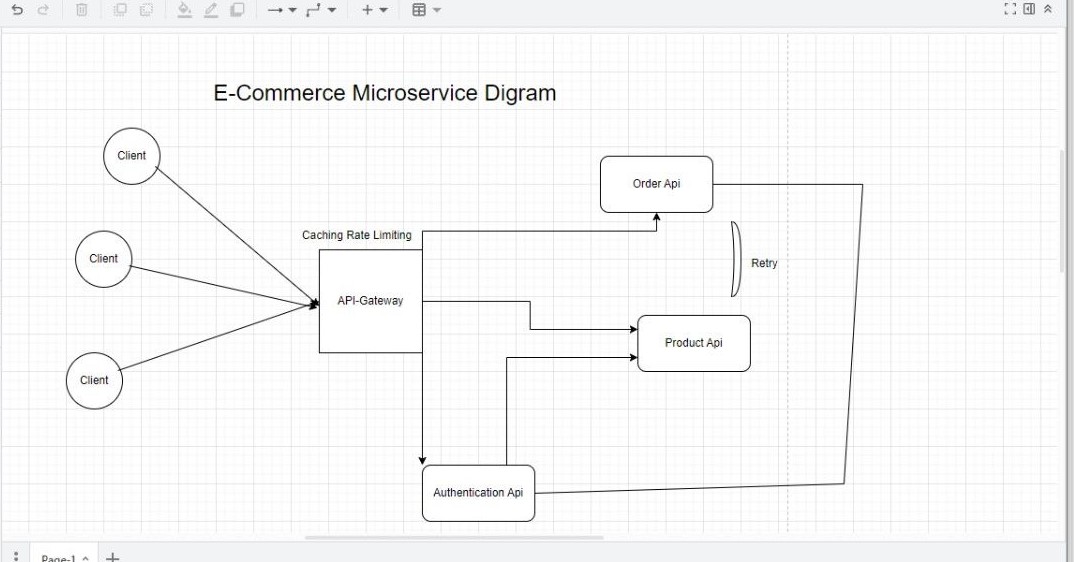 E-Commerce Microservice Digram
Client
Order Api
Caching Rate Limiting
Client
Retry
API-Gateway
Product Api
Client
Authentication Api
Page-1